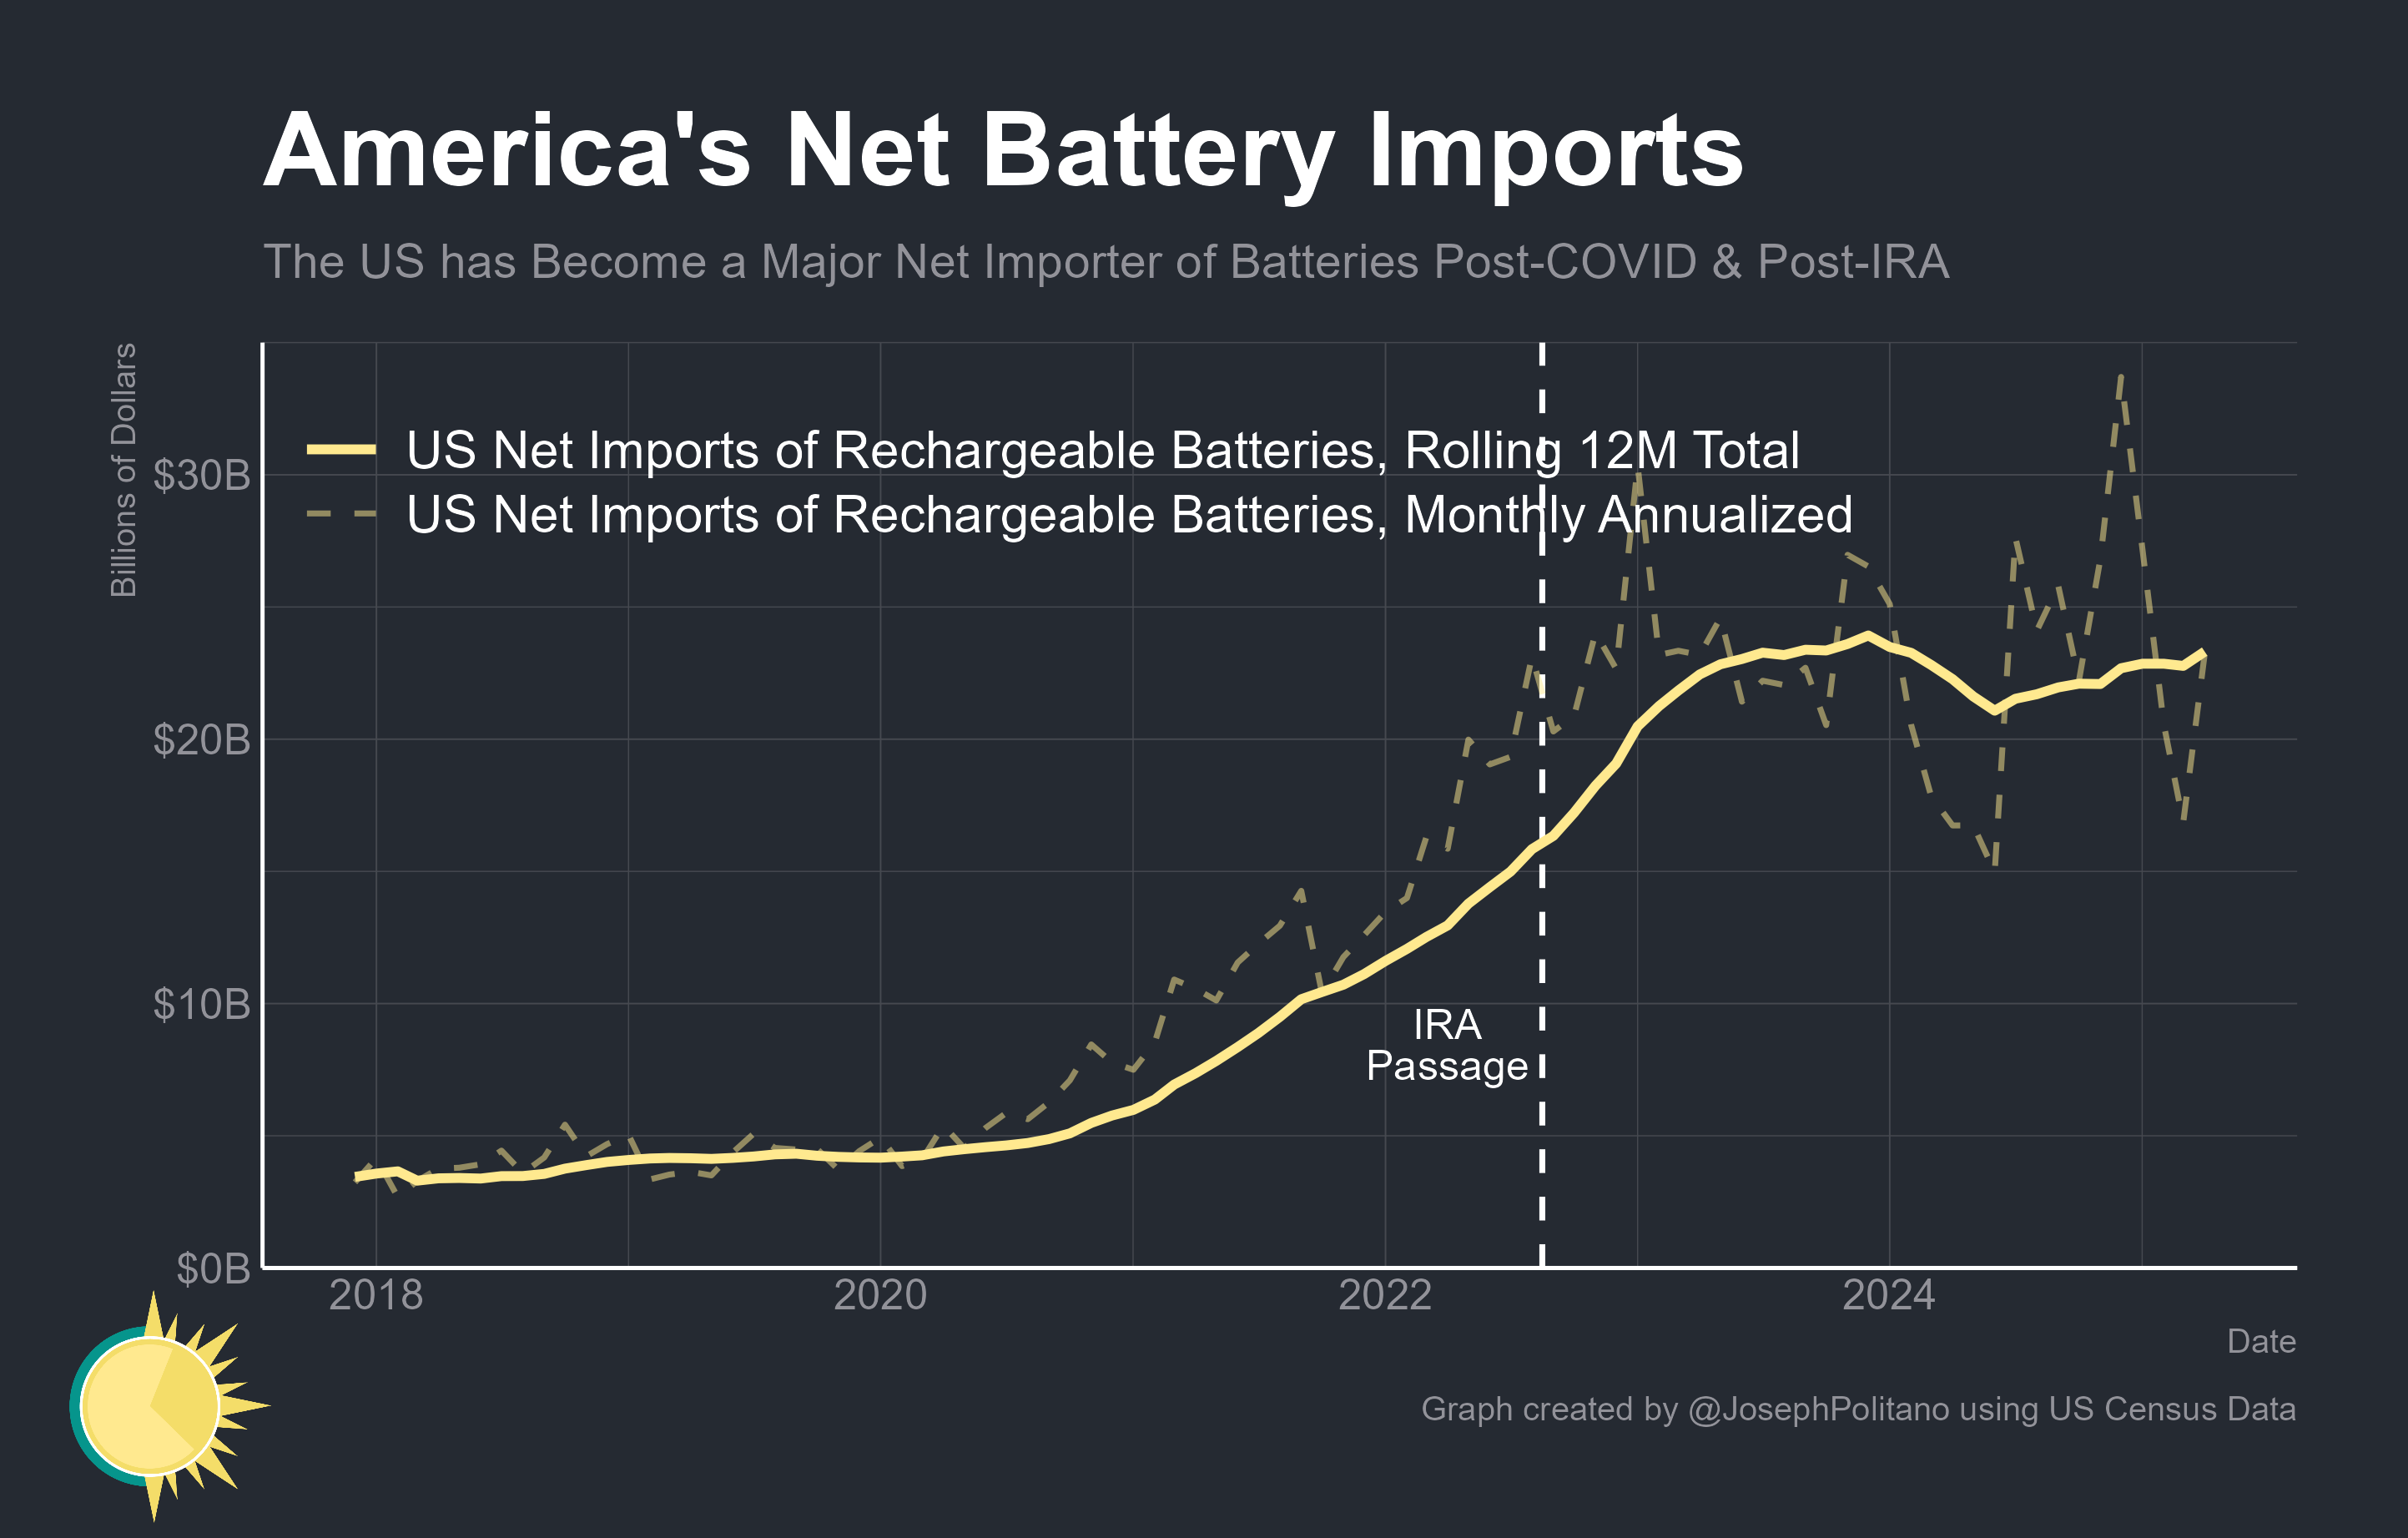 America's Net Battery Imports
The US has Become a Major Net Importer of Batteries Post-COVID & Post-IRA
Billions of Dollars
US Net Imports of Rechargeable Batteries, Rolling 12M Total
$30B
US Net Imports of Rechargeable Batteries, Monthly Annualized
$20B
$10B
IRA
Passage
$0B
2018 2020 2022 2024
Date
Graph created by @JosephPolitano using US Census Data